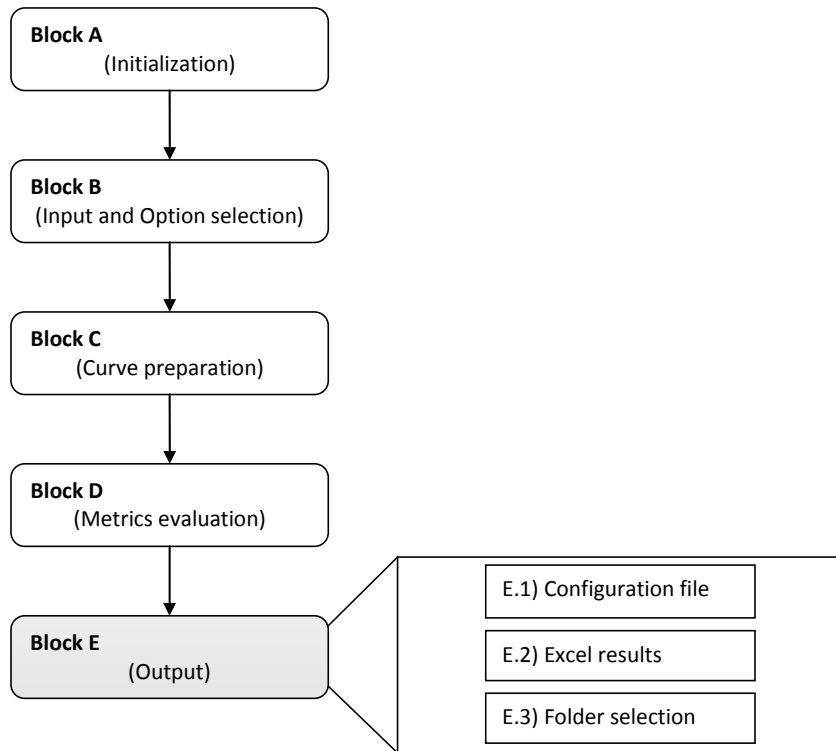 Block A
(Initialization)
Block B
(Input and Option selection)
Block C
(Curve preparation)
Block D
(Metrics evaluation)
Block E
(Output)
E.1) Configuration file
E.2) Excel results
E.3) Folder selection